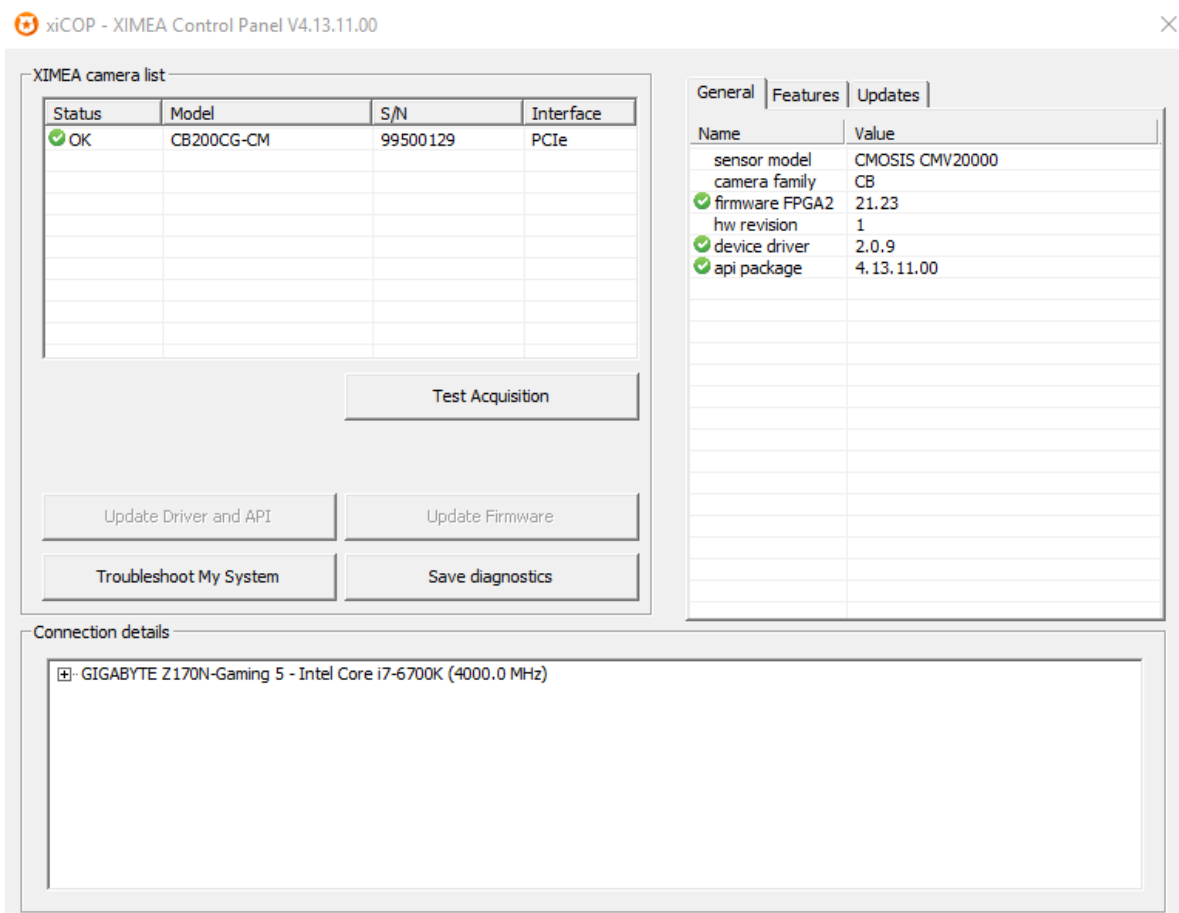 xiCOP - XIMEA Control Panel V4.13.11.00
XIMEA camera list
Status Model S/N Interface
OK CB200CG-CM 99500129 PCIe
Test Acquisition
Update Driver and API Update Firmware
Troubleshoot My System Save diagnostics
General Features Updates
Name Value
sensor model CMOSIS CMV20000
camera family CB
firmware FPGA2 21.23
hw revision 1
device driver 2.0.9
api package 4.13.11.00
Connection details
GIGABYTE Z170N-Gaming 5 - Intel Core i7-6700K (4000.0 MHz)